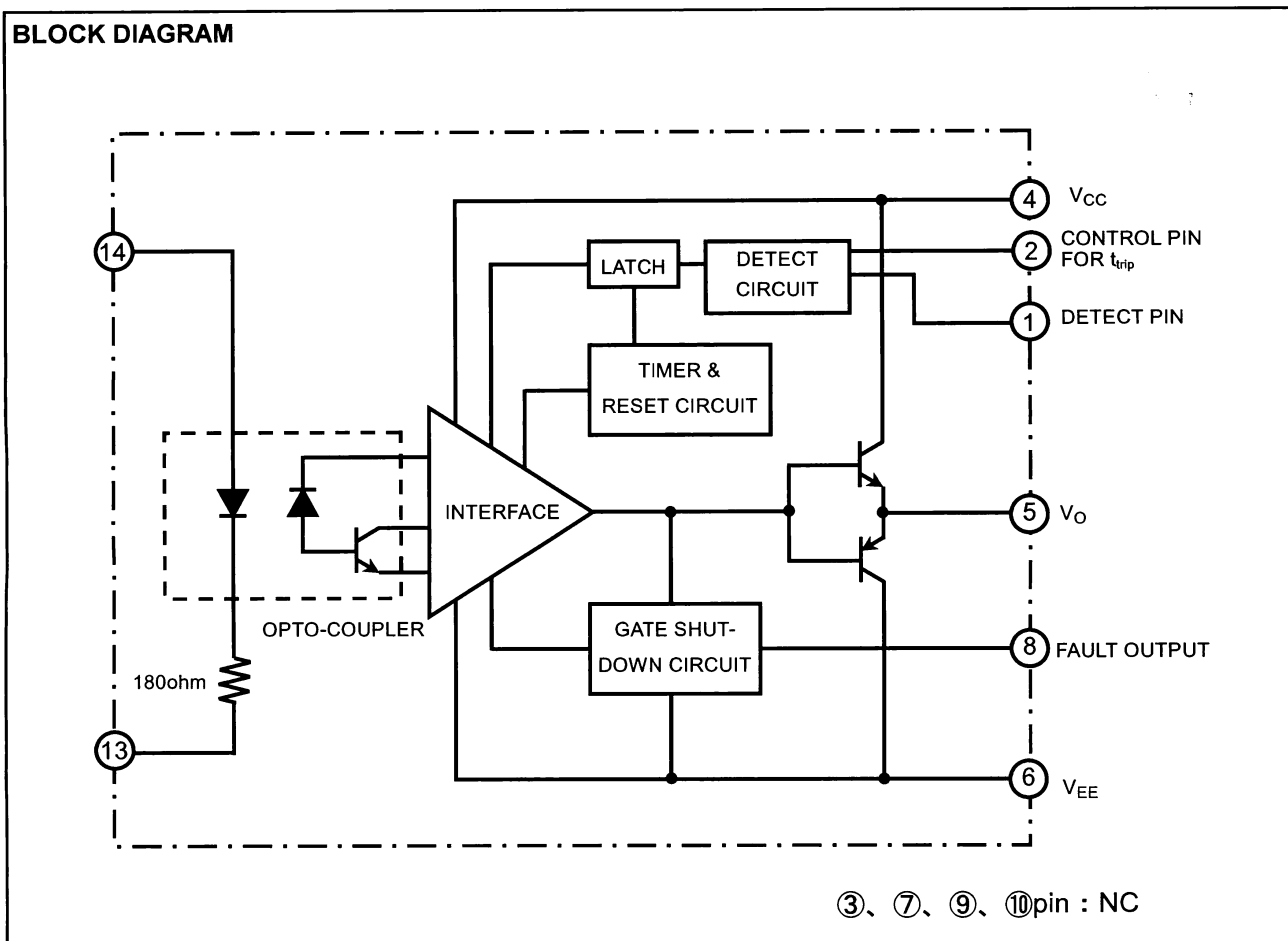 BLOCK DIAGRAM
4 VCC
14
2 CONTROL PIN
FOR ttrip
LATCH
DETECT
CIRCUIT
1 DETECT PIN
TIMER &
RESET CIRCUIT
INTERFACE
5 VO
OPTO-COUPLER
GATE SHUT-
DOWN CIRCUIT
8 FAULT OUTPUT
180ohm
13
6 VEE
③、⑦、⑨、⑩pin : NC